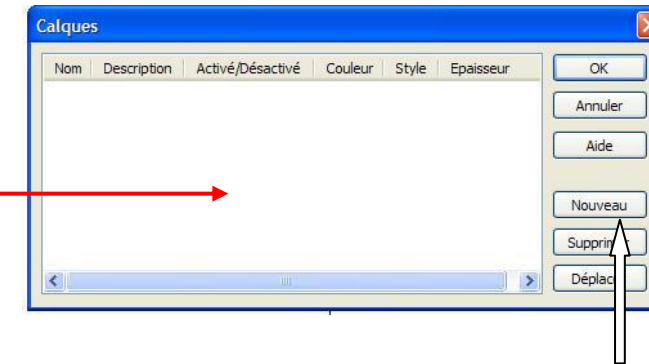 Calques
Nom Description Activé/Désactivé Couleur Style Epaisseur
OK
Annuler
Aide
Nouveau